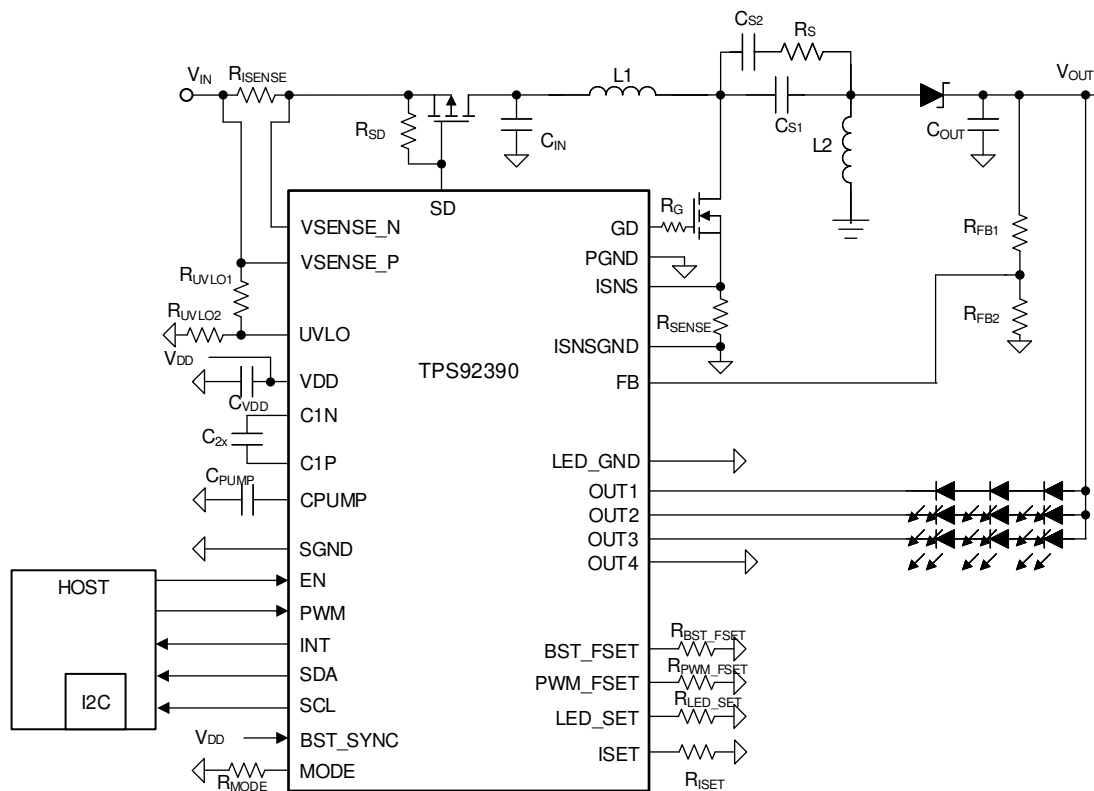 CS2
RS
VIN
RISENSE
L1
VOUT
RSD
CIN
CS1
L2
COUT
SD
VSENSE_N
RG
GD
RFB1
VSENSE_P
PGND
RUVLO1
ISNS
RUVLO2
RSENSE
RFB2
UVLO
ISNSGND
VDD
TPS92390
VDD
FB
CVDD
C1N
C2x
C1P
LED_GND
CPUMP
CPUMP
OUT1
OUT2
OUT3
SGND
OUT4
HOST
EN
PWM
INT
RBST_FSET
BST_FSET
SDA
RPWM_FSET
PWM_FSET
I2C
SCL
RLED_SET
LED_SET
VDD
BST_SYNC
ISET
MODE
RMODE
RISET